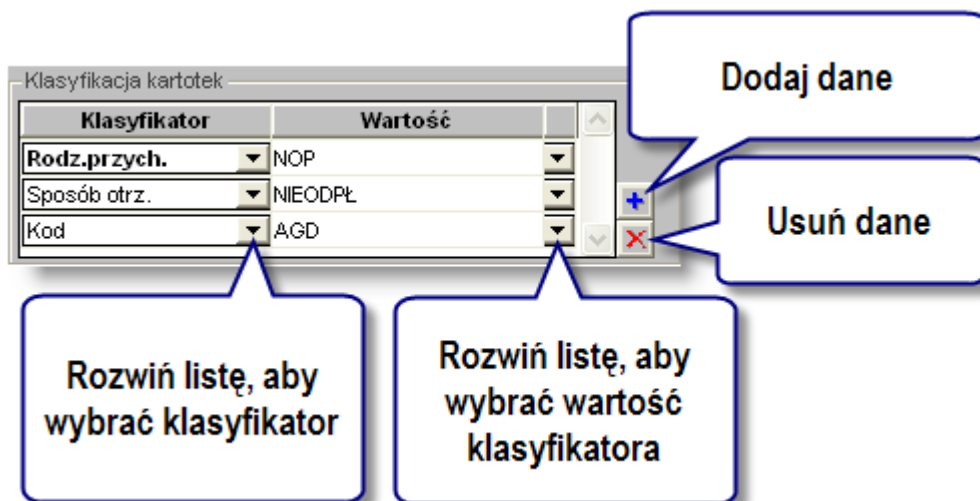 Dodaj dane
Klasyfikacja kartotek
Klasyfikator Wartość
Rodz.przych. NOP
Sposób otrz. NIEODPŁ
Kod AGD
Usuń dane
Rozwiń listę, aby
wybrać klasyfikator
Rozwiń listę, aby
wybrać wartość
klasyfikatora